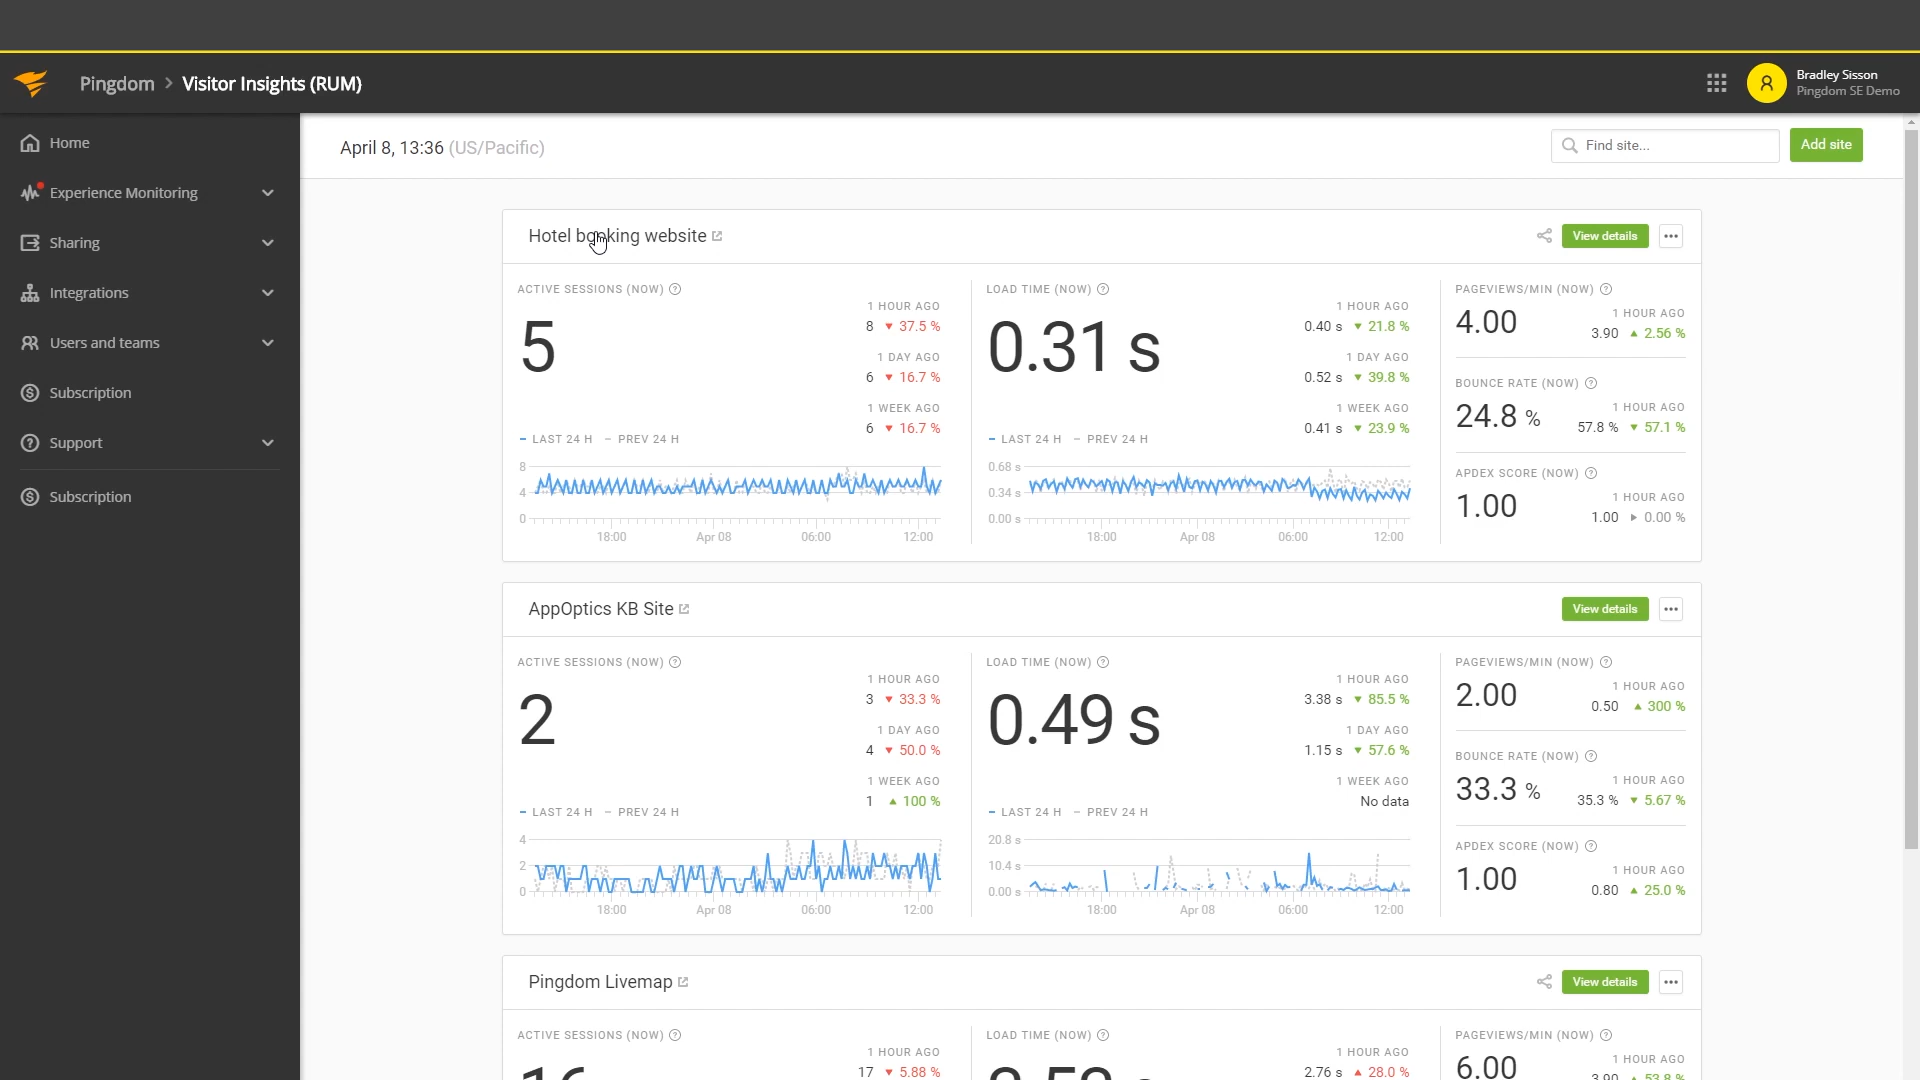 Pingdom > Visitor Insights (RUM)
Bradley Sisson
Pingdom SE Demo
Home
Experience Monitoring
Sharing
Integrations
Users and teams
Subscription
Support
Subscription
April 8, 13:36 (US/Pacific)
Find site...
Add site
Hotel booking website
View details
ACTIVE SESSIONS (NOW)
5
1 HOUR AGO
8 ▼ 37.5 %
1 DAY AGO
6 ▼ 16.7 %
1 WEEK AGO
6 ▼ 16.7 %
LAST 24 H PREV 24 H
8
4
0
18:00 Apr 08 06:00 12:00
LOAD TIME (NOW)
0.31 s
1 HOUR AGO
0.40 s ▼ 21.8 %
1 DAY AGO
0.52 s ▼ 39.8 %
1 WEEK AGO
0.41 s ▼ 23.9 %
LAST 24 H PREV 24 H
0.68 s
0.34 s
0.00 s
18:00 Apr 08 06:00 12:00
PAGEVIEWS/MIN (NOW)
4.00
1 HOUR AGO
3.90 ▲ 2.56 %
BOUNCE RATE (NOW)
24.8 %
1 HOUR AGO
57.8 % ▼ 57.1 %
APDEX SCORE (NOW)
1.00
1 HOUR AGO
1.00 ▶ 0.00 %
AppOptics KB Site
View details
ACTIVE SESSIONS (NOW)
2
1 HOUR AGO
3 ▼ 33.3 %
1 DAY AGO
4 ▼ 50.0 %
1 WEEK AGO
1 ▲ 100 %
LAST 24 H PREV 24 H
4
2
0
18:00 Apr 08 06:00 12:00
LOAD TIME (NOW)
0.49 s
1 HOUR AGO
3.38 s ▼ 85.5 %
1 DAY AGO
1.15 s ▼ 57.6 %
1 WEEK AGO
No data
LAST 24 H PREV 24 H
20.8 s
10.4 s
0.00 s
18:00 Apr 08 06:00 12:00
PAGEVIEWS/MIN (NOW)
2.00
1 HOUR AGO
0.50 ▲ 300 %
BOUNCE RATE (NOW)
33.3 %
1 HOUR AGO
35.3 % ▼ 5.67 %
APDEX SCORE (NOW)
1.00
1 HOUR AGO
0.80 ▲ 25.0 %
Pingdom Livemap
View details
ACTIVE SESSIONS (NOW)
1 HOUR AGO
17 ▼ 5.88 %
LOAD TIME (NOW)
1 HOUR AGO
2.76 s ▲ 28.0 %
PAGEVIEWS/MIN (NOW)
6.00
1 HOUR AGO
3.90 ▲ 53.8 %